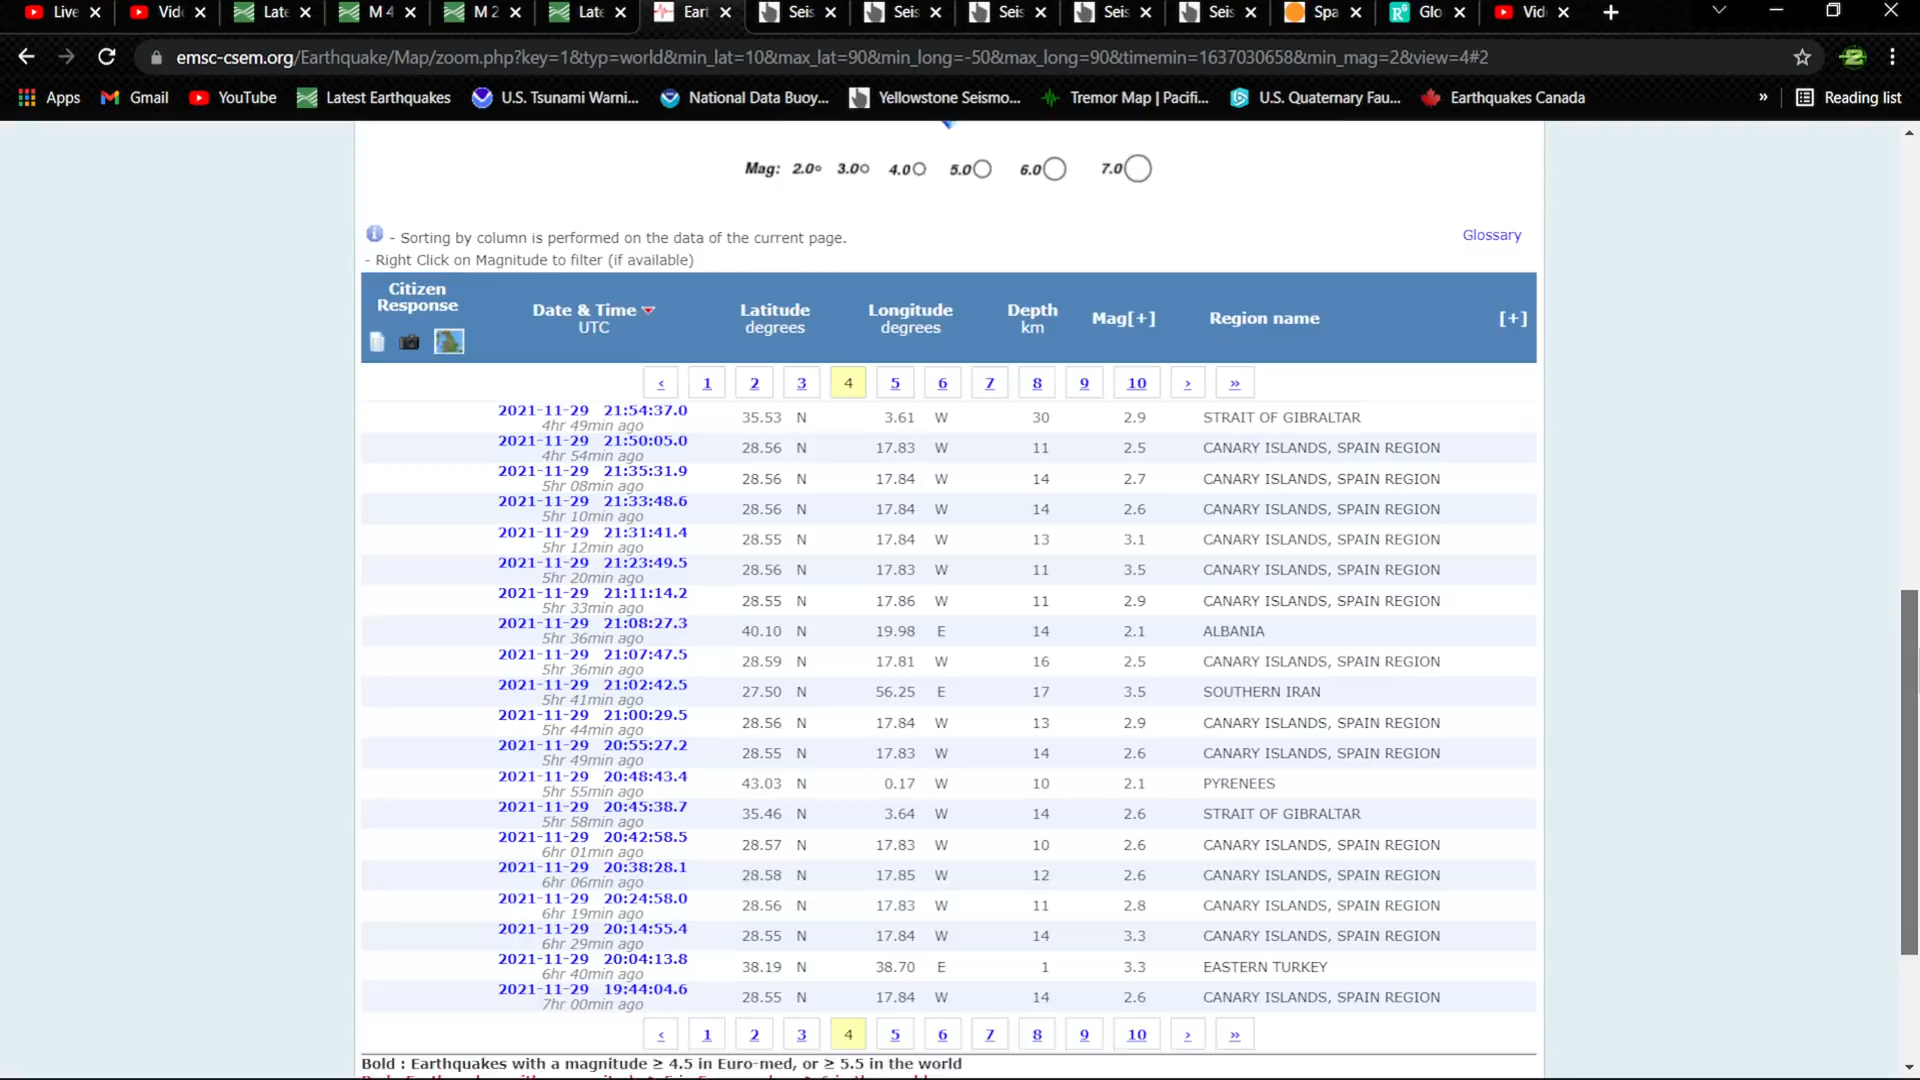 Live Vid Late M 4 M 2 Late Eart Seis Seis Seis Seis Seis Spa Glo Vid
emsc-csem.org/Earthquake/Map/zoom.php?key=1&typ=world&min_lat=10&max_lat=90&min_long=-50&max_long=90&timemin=1637030658&min_mag=2&view=4#2
Apps Gmail YouTube Latest Earthquakes U.S. Tsunami Warni... National Data Buoy... Yellowstone Seismo... Tremor Map | Pacifi... U.S. Quaternary Fau... Earthquakes Canada » Reading list
Mag: 2.0 3.0 4.0 5.0 6.0 7.0
- Sorting by column is performed on the data of the current page. Glossary
- Right Click on Magnitude to filter (if available)
Citizen Response Date & Time UTC Latitude degrees Longitude degrees Depth km Mag[+] Region name [+]
‹ 1 2 3 4 5 6 7 8 9 10 › »
2021-11-29 21:54:37.0 35.53 N 3.61 W 30 2.9 STRAIT OF GIBRALTAR
4hr 49min ago
2021-11-29 21:50:05.0 28.56 N 17.83 W 11 2.5 CANARY ISLANDS, SPAIN REGION
4hr 54min ago
2021-11-29 21:35:31.9 28.56 N 17.84 W 14 2.7 CANARY ISLANDS, SPAIN REGION
5hr 08min ago
2021-11-29 21:33:48.6 28.56 N 17.84 W 14 2.6 CANARY ISLANDS, SPAIN REGION
5hr 10min ago
2021-11-29 21:31:41.4 28.55 N 17.84 W 13 3.1 CANARY ISLANDS, SPAIN REGION
5hr 12min ago
2021-11-29 21:23:49.5 28.56 N 17.83 W 11 3.5 CANARY ISLANDS, SPAIN REGION
5hr 20min ago
2021-11-29 21:11:14.2 28.55 N 17.86 W 11 2.9 CANARY ISLANDS, SPAIN REGION
5hr 33min ago
2021-11-29 21:08:27.3 40.10 N 19.98 E 14 2.1 ALBANIA
5hr 36min ago
2021-11-29 21:07:47.5 28.59 N 17.81 W 16 2.5 CANARY ISLANDS, SPAIN REGION
5hr 36min ago
2021-11-29 21:02:42.5 27.50 N 56.25 E 17 3.5 SOUTHERN IRAN
5hr 41min ago
2021-11-29 21:00:29.5 28.56 N 17.84 W 13 2.9 CANARY ISLANDS, SPAIN REGION
5hr 44min ago
2021-11-29 20:55:27.2 28.55 N 17.83 W 14 2.6 CANARY ISLANDS, SPAIN REGION
5hr 49min ago
2021-11-29 20:48:43.4 43.03 N 0.17 W 10 2.1 PYRENEES
5hr 55min ago
2021-11-29 20:45:38.7 35.46 N 3.64 W 14 2.6 STRAIT OF GIBRALTAR
5hr 58min ago
2021-11-29 20:42:58.5 28.57 N 17.83 W 10 2.6 CANARY ISLANDS, SPAIN REGION
6hr 01min ago
2021-11-29 20:38:28.1 28.58 N 17.85 W 12 2.6 CANARY ISLANDS, SPAIN REGION
6hr 06min ago
2021-11-29 20:24:58.0 28.56 N 17.83 W 11 2.8 CANARY ISLANDS, SPAIN REGION
6hr 19min ago
2021-11-29 20:14:55.4 28.55 N 17.84 W 14 3.3 CANARY ISLANDS, SPAIN REGION
6hr 29min ago
2021-11-29 20:04:13.8 38.19 N 38.70 E 1 3.3 EASTERN TURKEY
6hr 40min ago
2021-11-29 19:44:04.6 28.55 N 17.84 W 14 2.6 CANARY ISLANDS, SPAIN REGION
7hr 00min ago
‹ 1 2 3 4 5 6 7 8 9 10 › »
Bold : Earthquakes with a magnitude ≥ 4.5 in Euro-med, or ≥ 5.5 in the world